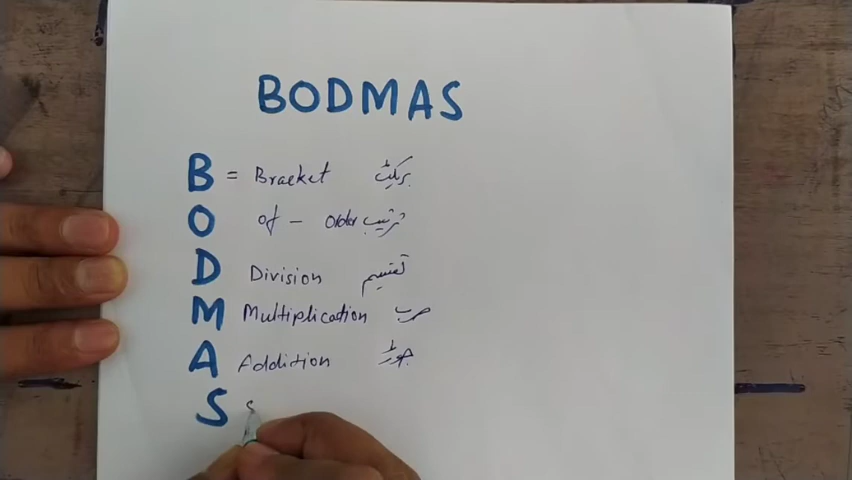 BODMAS
B = Bracket بریکٹ
O of - order ترتیب
D Division تقسیم
M Multiplication ضرب
A Addition جوڑ
S S